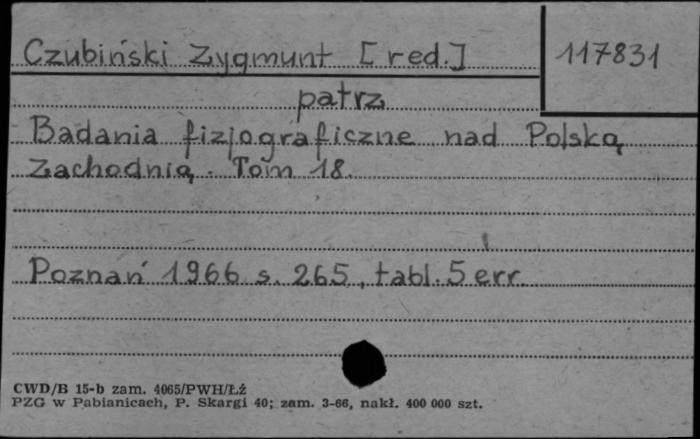 Czubiński Zygmunt [red.]
117831
patrz
Badania fizjograficzne nad Polską
Zachodnią. Tom 18.
Poznań 1966 s. 265, tabl. 5 err.
CWD/B 15-b zam. 4065/PWH/Łź
PZG w Pabianicach, P. Skargi 40; zam. 3-66, nakł. 400 000 szt.